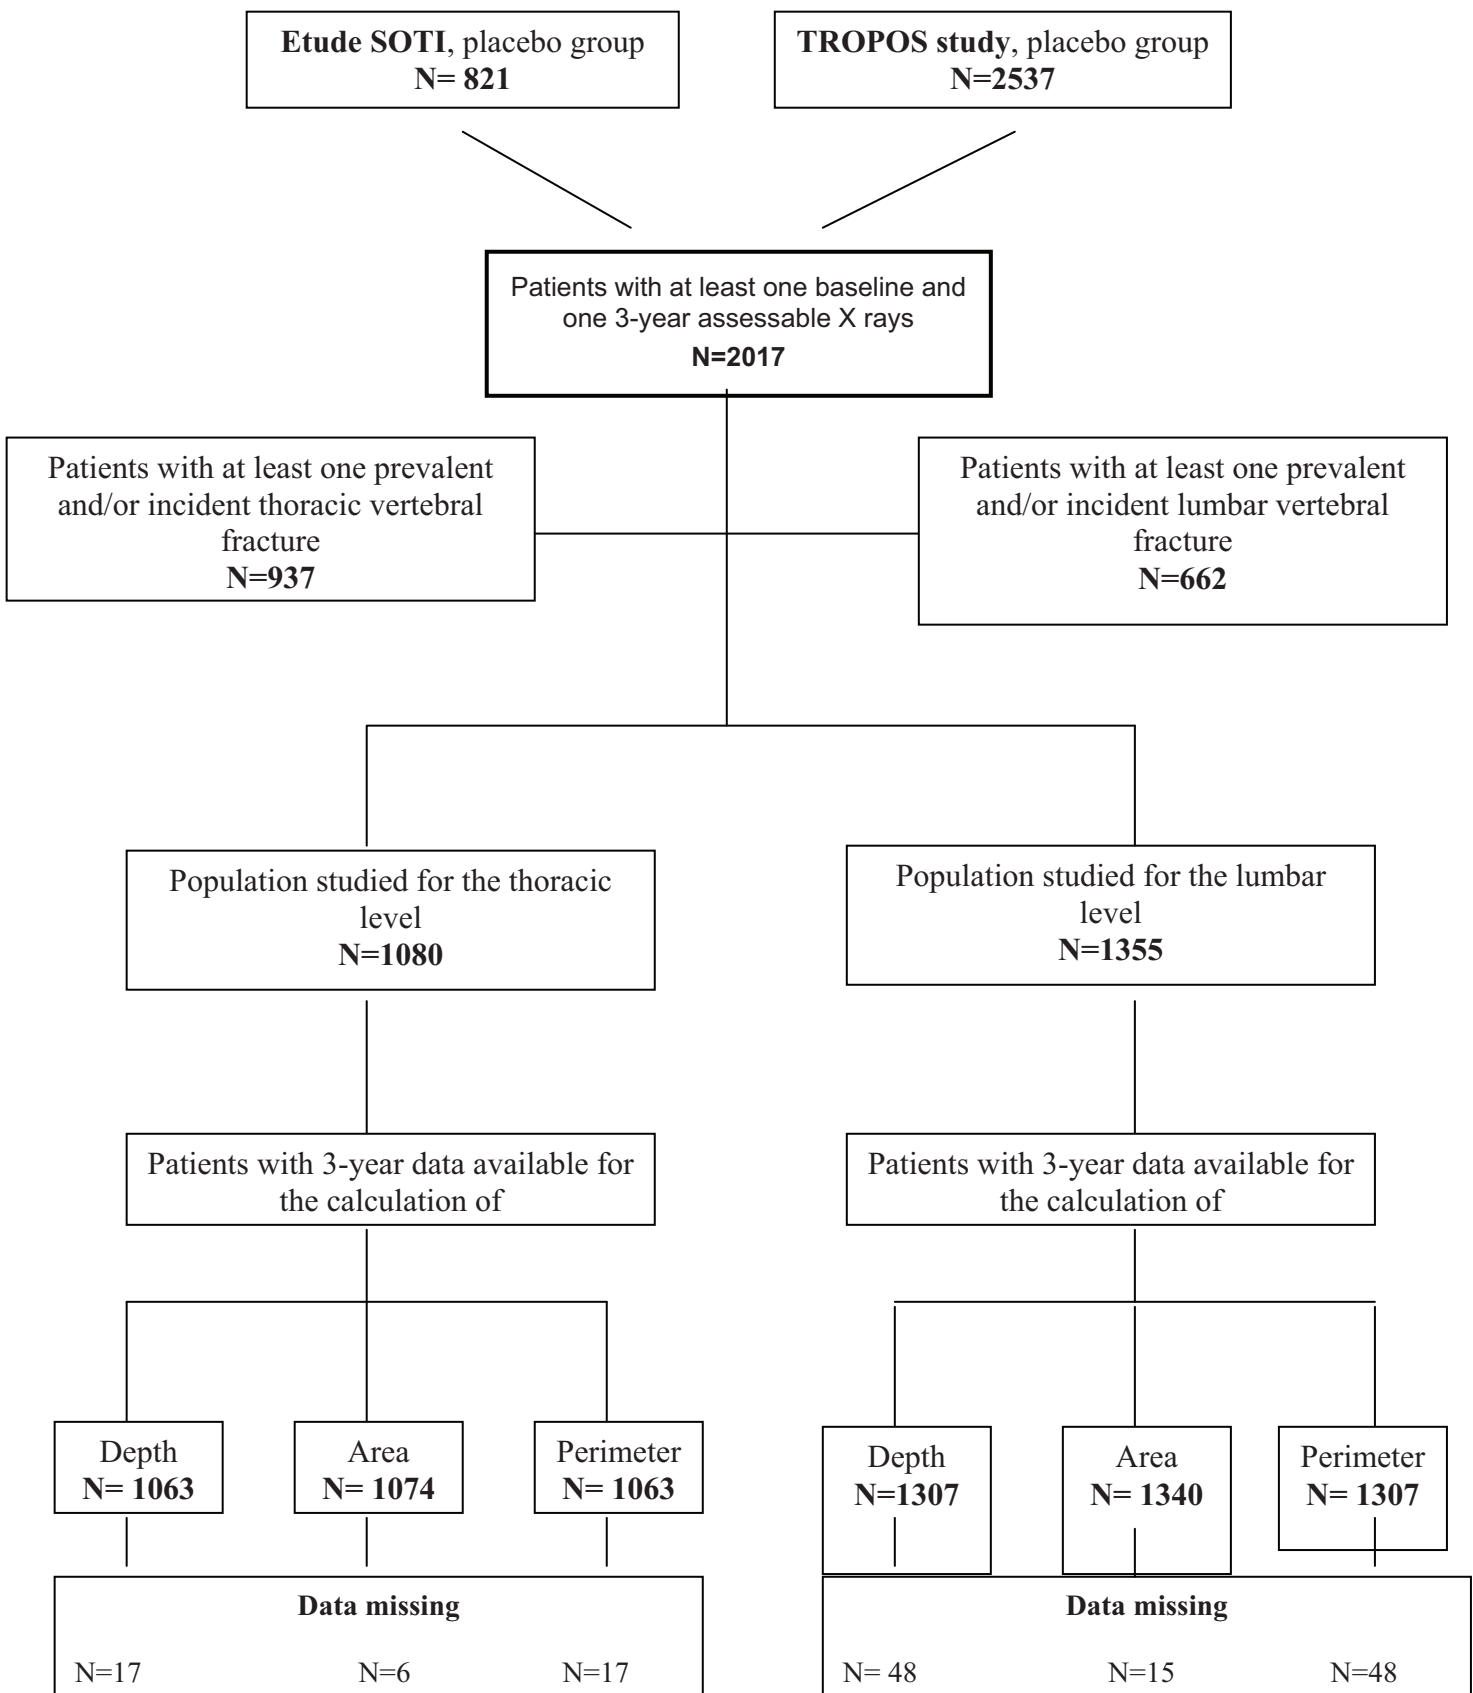 Etude SOTI, placebo group
N= 821
TROPOS study, placebo group
N=2537
Patients with at least one baseline and
one 3-year assessable X rays
N=2017
Patients with at least one prevalent
and/or incident thoracic vertebral
fracture
N=937
Patients with at least one prevalent
and/or incident lumbar vertebral
fracture
N=662
Population studied for the thoracic
level
N=1080
Population studied for the lumbar
level
N=1355
Patients with 3-year data available for
the calculation of
Patients with 3-year data available for
the calculation of
Depth
N= 1063
Area
N= 1074
Perimeter
N= 1063
Depth
N=1307
Area
N= 1340
Perimeter
N= 1307
Data missing
N=17 N=6 N=17
Data missing
N= 48 N=15 N=48